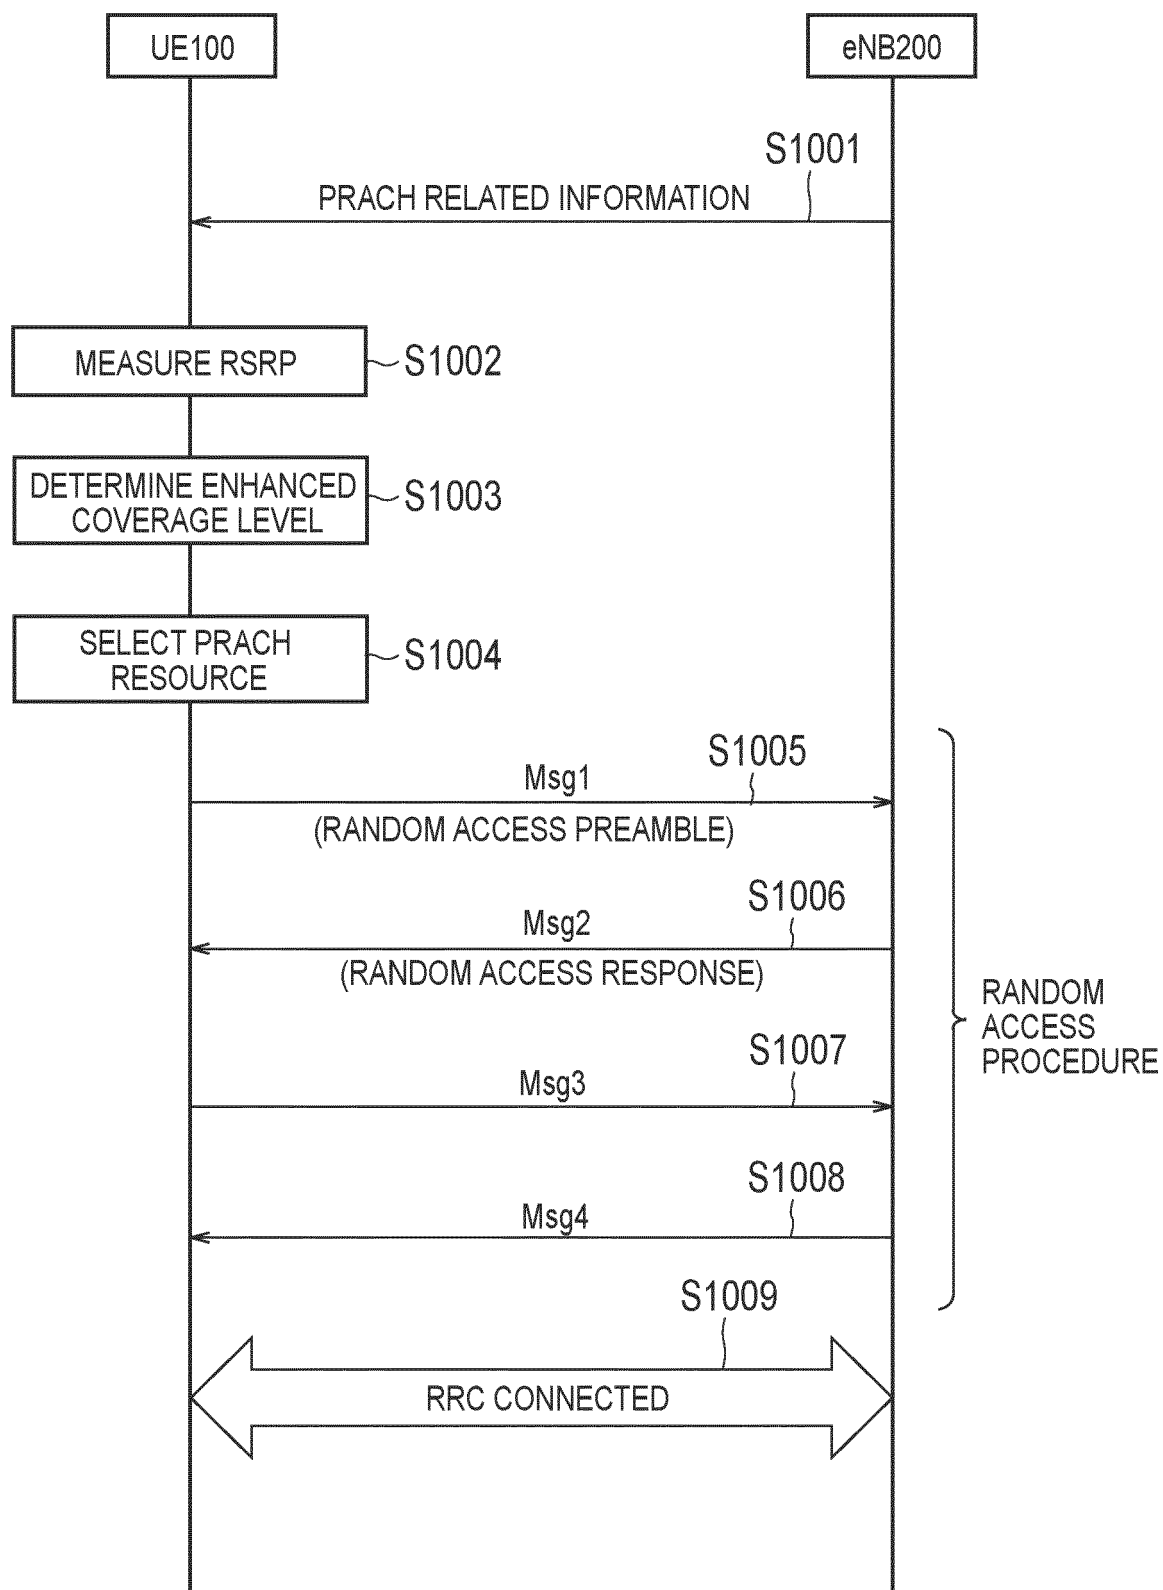 UE100
eNB200
S1001
PRACH RELATED INFORMATION
MEASURE RSRP
S1002
DETERMINE ENHANCED
COVERAGE LEVEL
S1003
SELECT PRACH
RESOURCE
S1004
S1005
Msg1
(RANDOM ACCESS PREAMBLE)
S1006
Msg2
(RANDOM ACCESS RESPONSE)
RANDOM
ACCESS
PROCEDURE
S1007
Msg3
S1008
Msg4
S1009
RRC CONNECTED